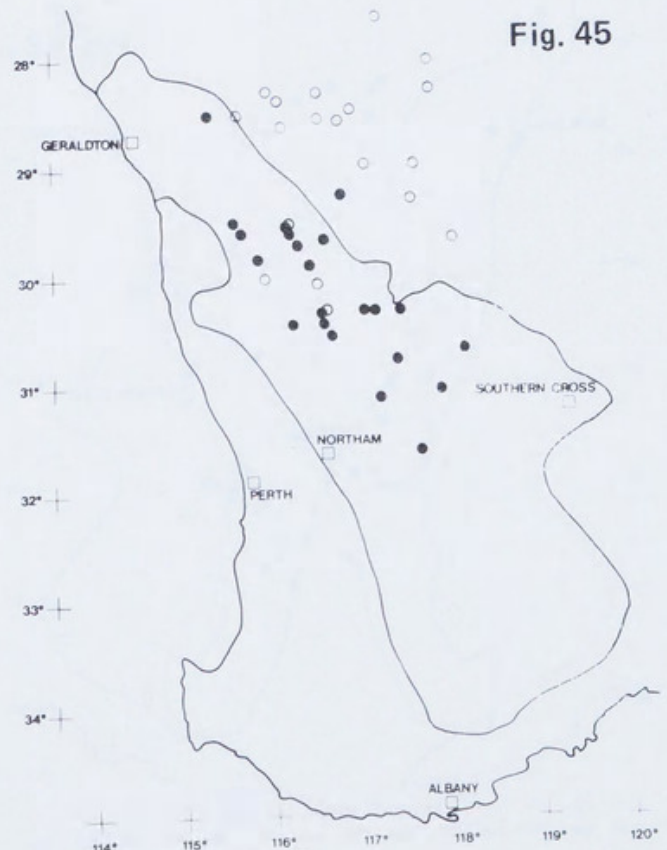 Fig. 45
28°
GERALDTON
29°
30°
31°
SOUTHERN CROSS
NORTHAM
32°
PERTH
33°
34°
ALBANY
114°
115°
116°
117°
118°
119°
120°